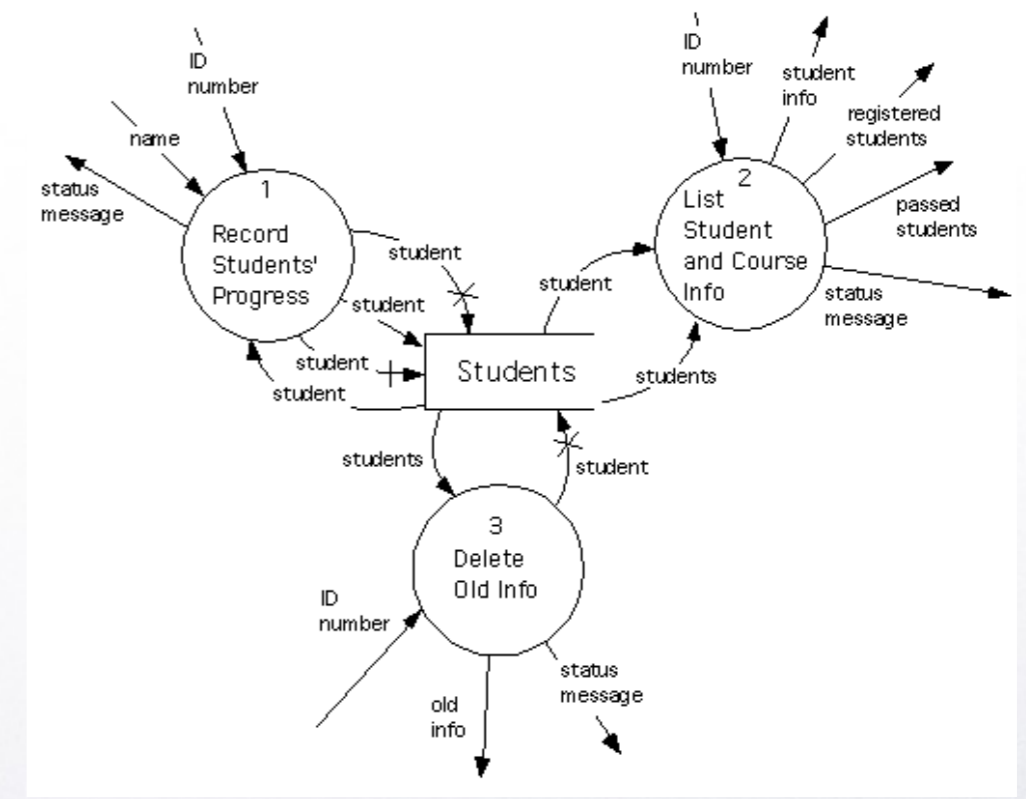 ID
number
name
status
message
1
Record
Students'
Progress
student
student
student
student
Students
ID
number
student
info
registered
students
passed
students
status
message
2
List
Student
and Course
Info
student
students
students
student
3
Delete
Old Info
ID
number
old
info
status
message